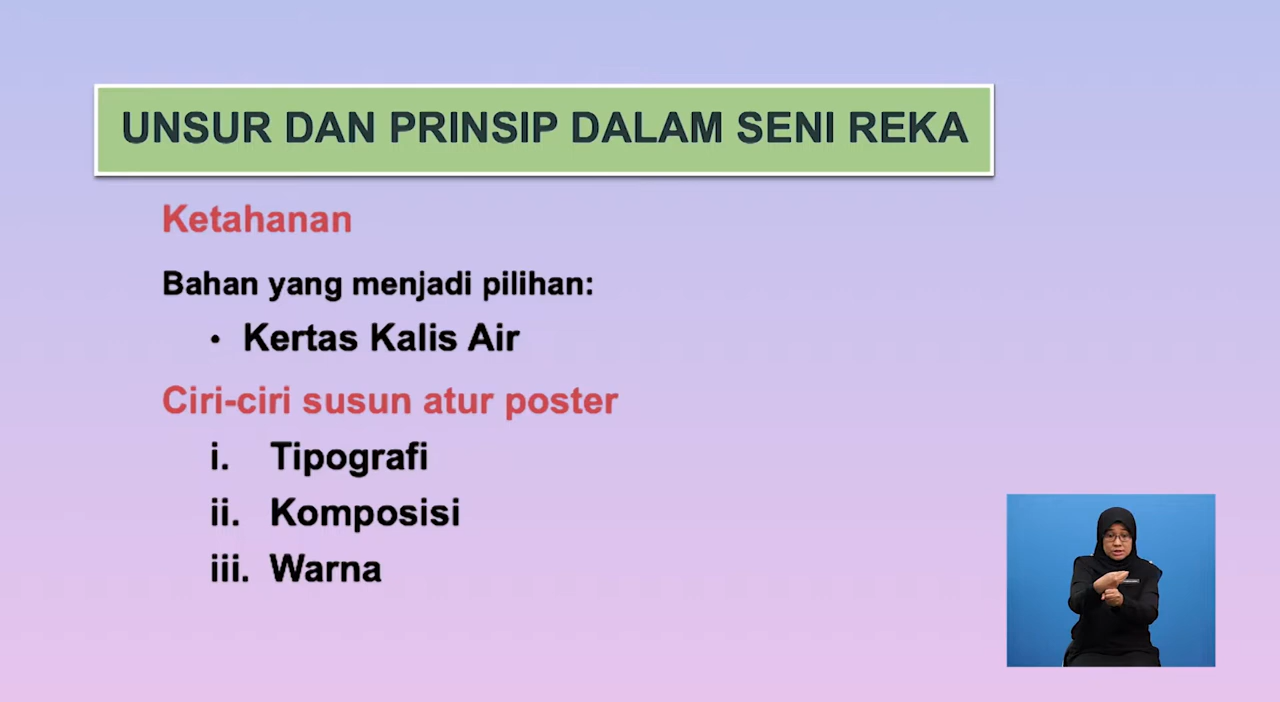 UNSUR DAN PRINSIP DALAM SENI REKA
Ketahanan
Bahan yang menjadi pilihan:
• Kertas Kalis Air
Ciri-ciri susun atur poster
i. Tipografi
ii. Komposisi
iii. Warna